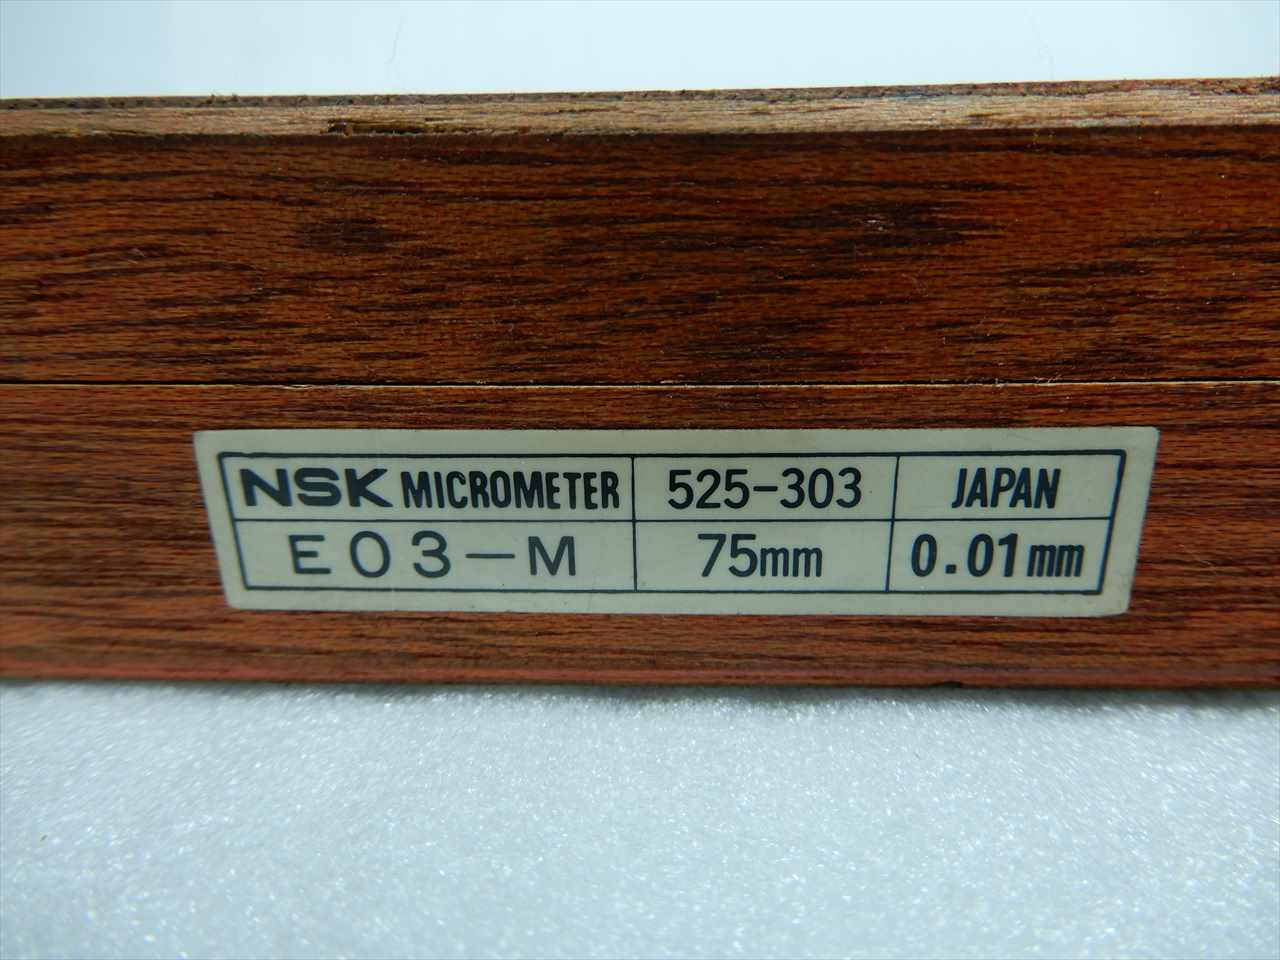 NSK MICROMETER 525-303 JAPAN
E03-M 75mm 0.01mm